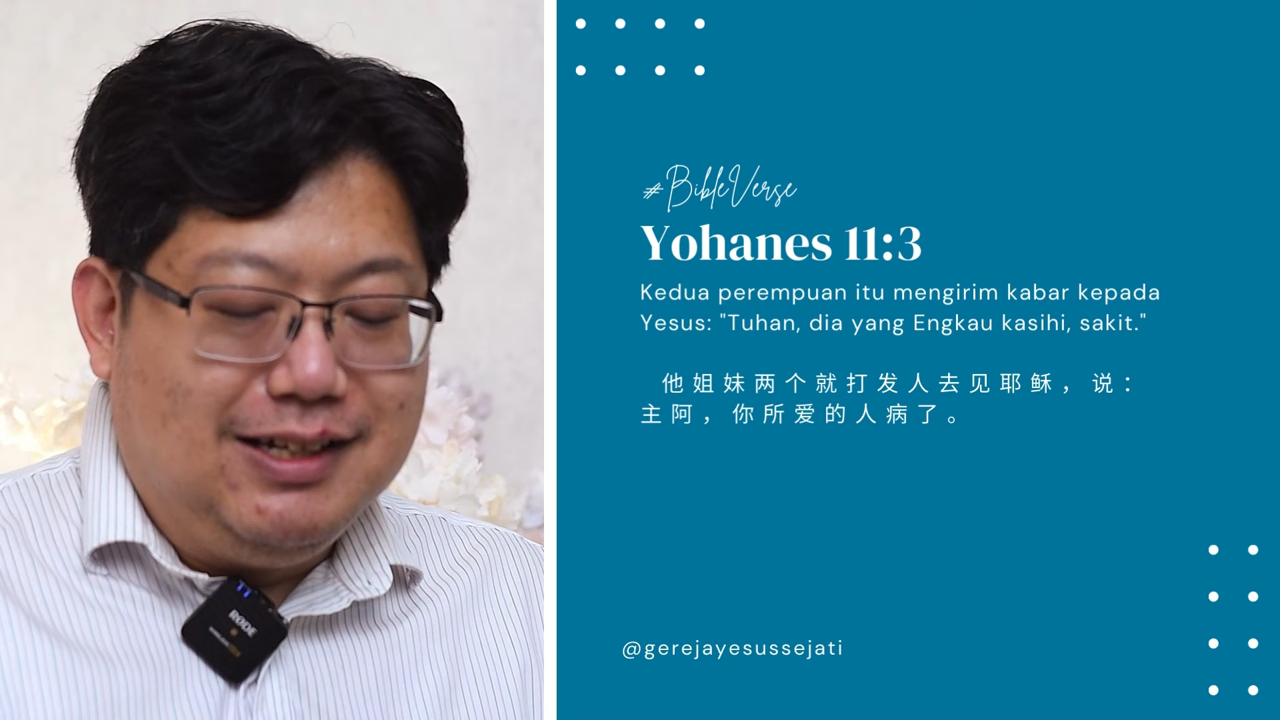 #BibleVerse
Yohanes 11:3
Kedua perempuan itu mengirim kabar kepada
Yesus: "Tuhan, dia yang Engkau kasihi, sakit."
他姐妹两个就打发人去见耶稣，说：
主阿，你所爱的人病了。
@gerejayesussejati
RØDE